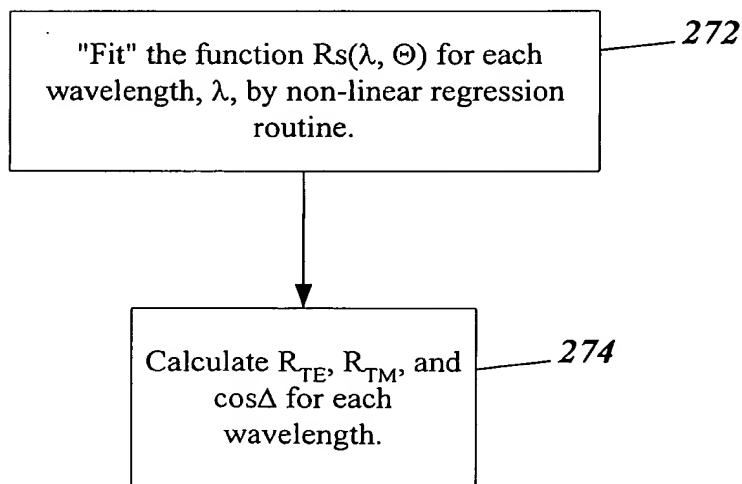 "Fit" the function Rs(λ, Θ) for each
wavelength, λ, by non-linear regression
routine.
272
Calculate R_TE, R_TM, and
cosΔ for each
wavelength.
274